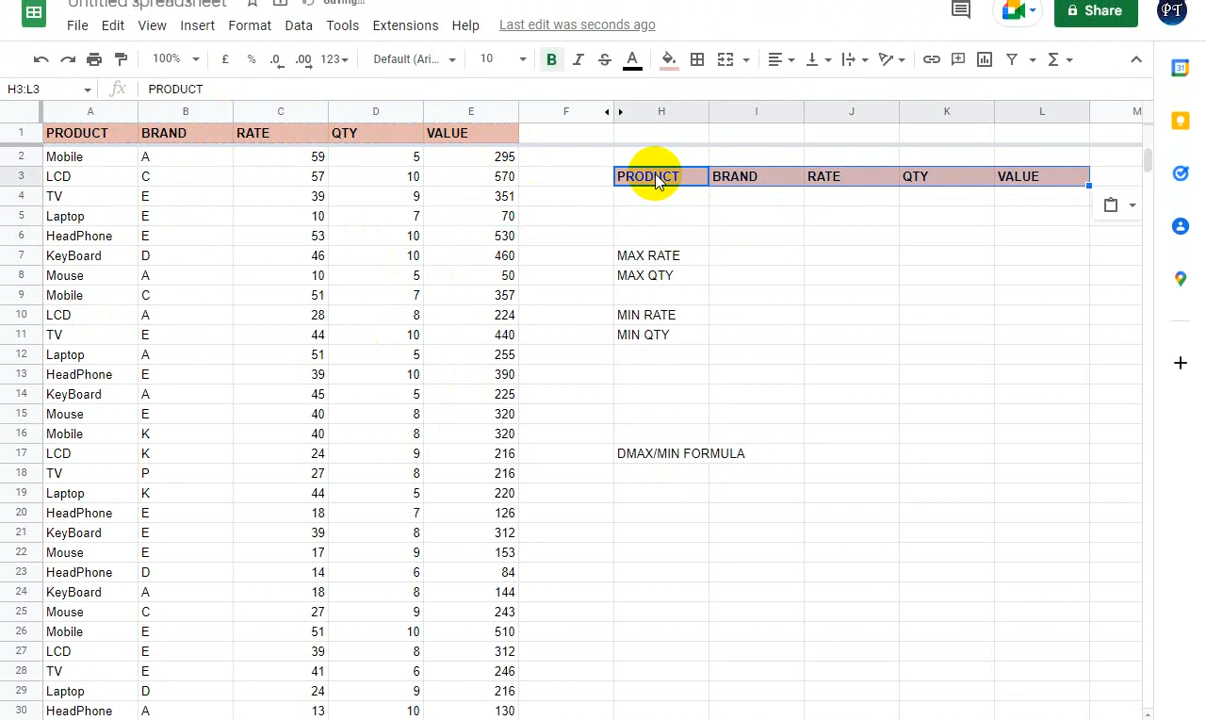 Untitled spreadsheet
Saving...
PT
Share
File Edit View Insert Format Data Tools Extensions Help Last edit was seconds ago
100% £ % .0 .00 123 Default (Ari... 10 B I S A Σ
31
H3:L3 fx PRODUCT
A B C D E F H I J K L M
1 PRODUCT BRAND RATE QTY VALUE
2 Mobile A 59 5 295
3 LCD C 57 10 570 PRODUCT BRAND RATE QTY VALUE
4 TV E 39 9 351
5 Laptop E 10 7 70
6 HeadPhone E 53 10 530
7 KeyBoard D 46 10 460 MAX RATE
8 Mouse A 10 5 50 MAX QTY
9 Mobile C 51 7 357
10 LCD A 28 8 224 MIN RATE
11 TV E 44 10 440 MIN QTY
12 Laptop A 51 5 255
13 HeadPhone E 39 10 390
14 KeyBoard A 45 5 225
15 Mouse E 40 8 320
16 Mobile K 40 8 320
17 LCD K 24 9 216 DMAX/MIN FORMULA
18 TV P 27 8 216
19 Laptop K 44 5 220
20 HeadPhone E 18 7 126
21 KeyBoard E 39 8 312
22 Mouse E 17 9 153
23 HeadPhone D 14 6 84
24 KeyBoard A 18 8 144
25 Mouse C 27 9 243
26 Mobile E 51 10 510
27 LCD E 39 8 312
28 TV E 41 6 246
29 Laptop D 24 9 216
30 HeadPhone A 13 10 130